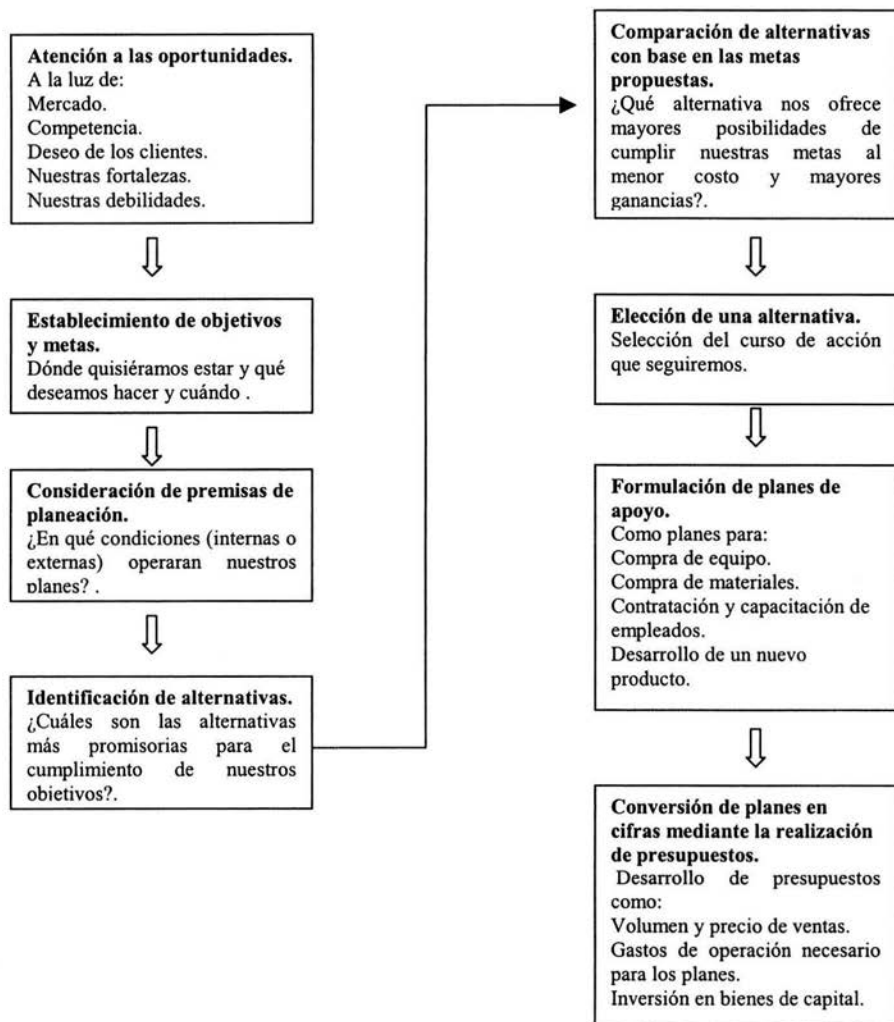 Atención a las oportunidades.
A la luz de:
Mercado.
Competencia.
Deseo de los clientes.
Nuestras fortalezas.
Nuestras debilidades.
Establecimiento de objetivos
y metas.
Dónde quisiéramos estar y qué
deseamos hacer y cuándo .
Consideración de premisas de
planeación.
¿En qué condiciones (internas o
externas) operaran nuestros
planes? .
Identificación de alternativas.
¿Cuáles son las alternativas
más promisorias para el
cumplimiento de nuestros
objetivos?.
Comparación de alternativas
con base en las metas
propuestas.
¿Qué alternativa nos ofrece
mayores posibilidades de
cumplir nuestras metas al
menor costo y mayores
ganancias?.
Elección de una alternativa.
Selección del curso de acción
que seguiremos.
Formulación de planes de
apoyo.
Como planes para:
Compra de equipo.
Compra de materiales.
Contratación y capacitación de
empleados.
Desarrollo de un nuevo
producto.
Conversión de planes en
cifras mediante la realización
de presupuestos.
Desarrollo de presupuestos
como:
Volumen y precio de ventas.
Gastos de operación necesario
para los planes.
Inversión en bienes de capital.